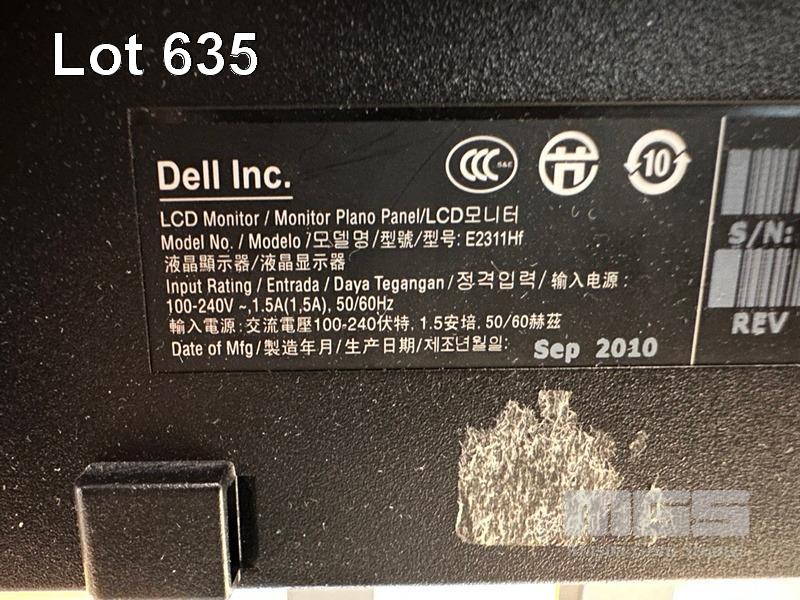 Lot 635
Dell Inc.
CCC S&E
10
LCD Monitor / Monitor Plano Panel/LCD모니터
Model No. / Modelo /모델명/型號/型号: E2311Hf
液晶顯示器/液晶显示器
Input Rating / Entrada / Daya Tegangan/정격입력/输入电源:
100-240V ~,1.5A(1,5A), 50/60Hz
輸入電源: 交流電壓100-240伏特, 1.5安培, 50/60赫茲
Date of Mfg/製造年月/生产日期/제조년월일: Sep 2010
S/N:
REV
MGS